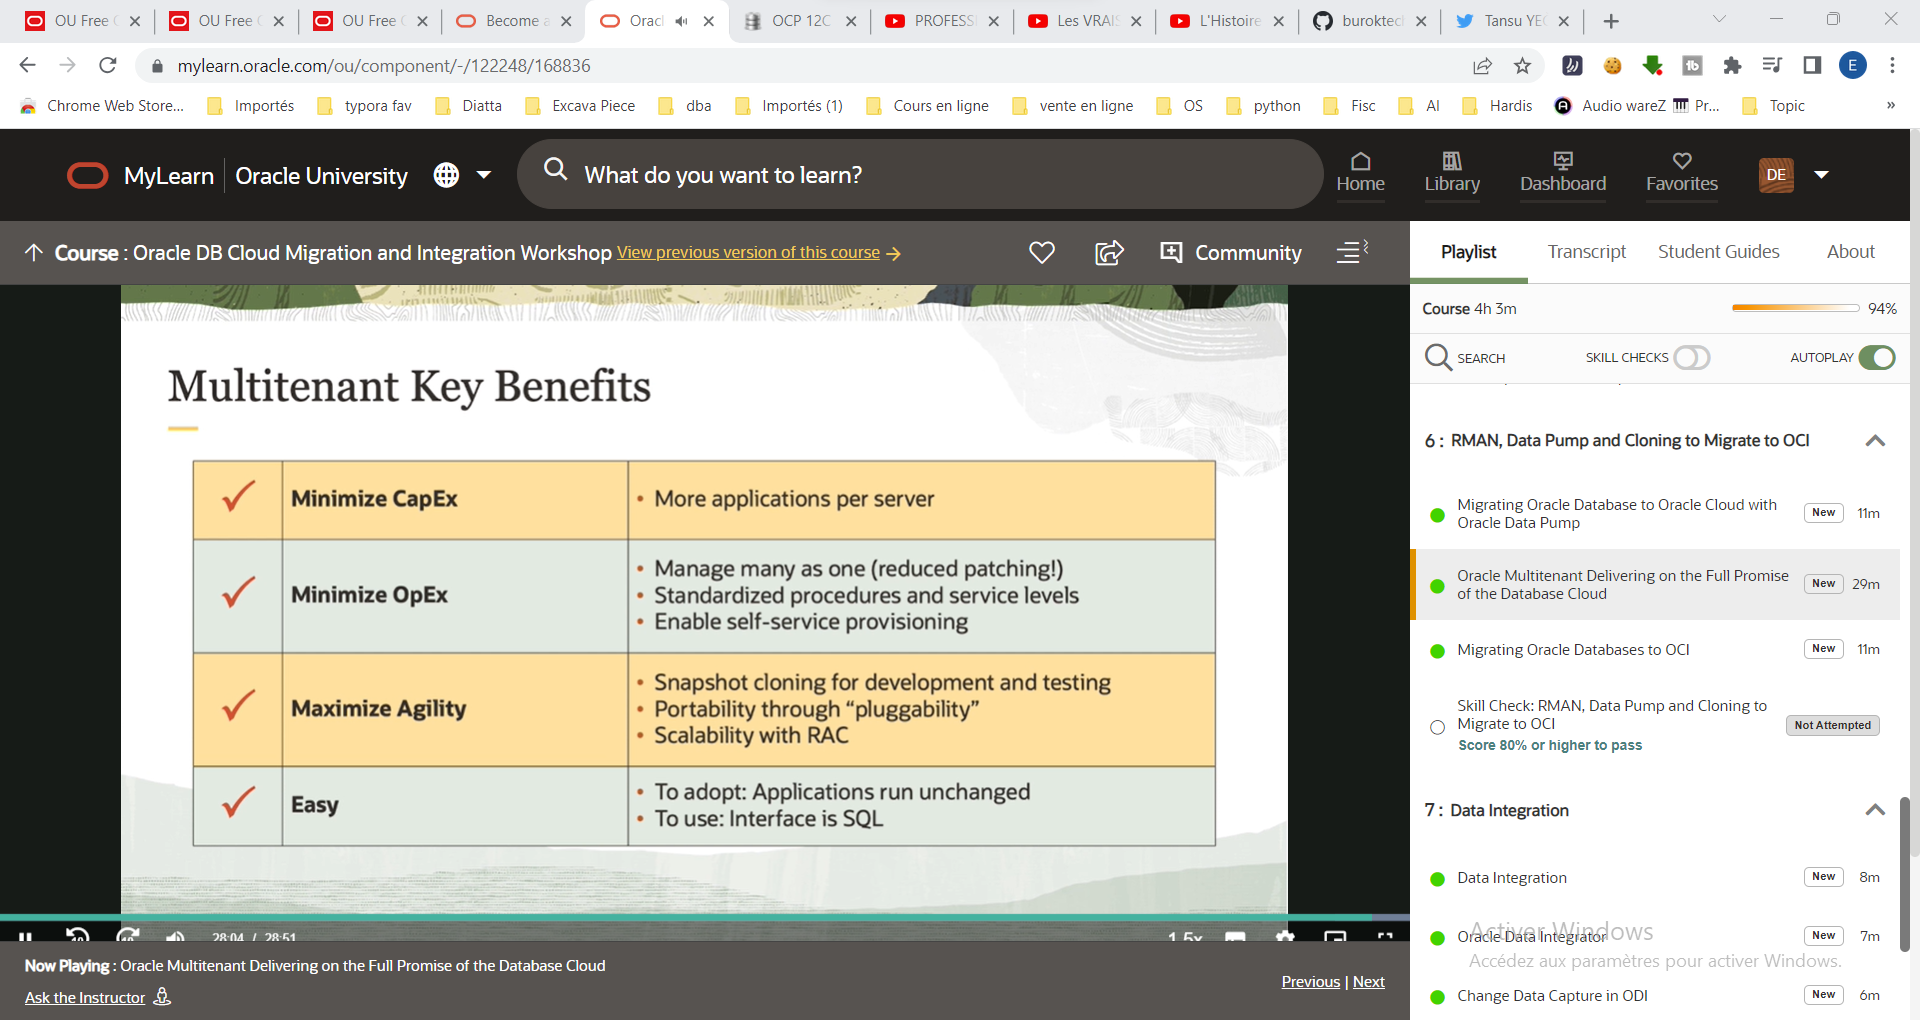 OU Free C
OU Free C
OU Free C
Become a
Oracl
OCP 12C
PROFESS
Les VRAI
L'Histoire
buroktec
Tansu YE
mylearn.oracle.com/ou/component/-/122248/168836
E
Chrome Web Store...
Importés
typora fav
Diatta
Excava Piece
dba
Importés (1)
Cours en ligne
vente en ligne
OS
python
Fisc
AI
Hardis
Audio wareZ
Pr...
Topic
»
MyLearn
Oracle University
What do you want to learn?
Home
Library
Dashboard
Favorites
DE
Course : Oracle DB Cloud Migration and Integration Workshop View previous version of this course →
Community
Multitenant Key Benefits
Minimize CapEx
• More applications per server
Minimize OpEx
• Manage many as one (reduced patching!)
• Standardized procedures and service levels
• Enable self-service provisioning
Maximize Agility
• Snapshot cloning for development and testing
• Portability through “pluggability”
• Scalability with RAC
Easy
• To adopt: Applications run unchanged
• To use: Interface is SQL
28:04 / 28:51
1.5x
Now Playing : Oracle Multitenant Delivering on the Full Promise of the Database Cloud
Ask the Instructor
Previous | Next
Playlist
Transcript
Student Guides
About
Course 4h 3m
94%
SEARCH
SKILL CHECKS
AUTOPLAY
6 : RMAN, Data Pump and Cloning to Migrate to OCI
Migrating Oracle Database to Oracle Cloud with
Oracle Data Pump
New
11m
Oracle Multitenant Delivering on the Full Promise
of the Database Cloud
New
29m
Migrating Oracle Databases to OCI
New
11m
Skill Check: RMAN, Data Pump and Cloning to
Migrate to OCI
Score 80% or higher to pass
Not Attempted
7 : Data Integration
Data Integration
New
8m
Oracle Data Integrator
New
7m
Activer Windows
Accédez aux paramètres pour activer Windows.
Change Data Capture in ODI
New
6m